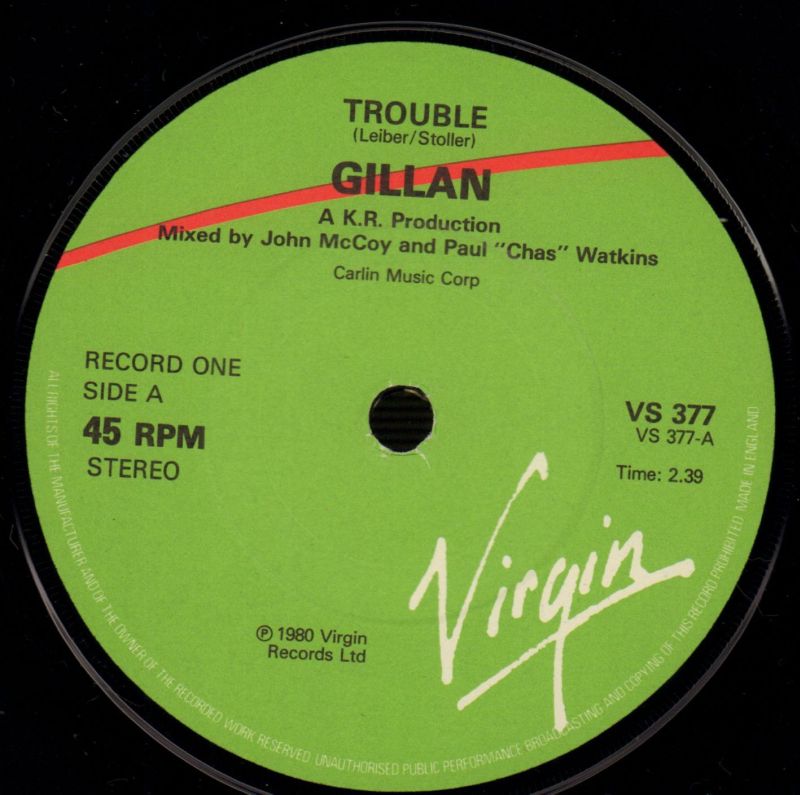 TROUBLE
(Leiber/Stoller)
GILLAN
A K.R. Production
Mixed by John McCoy and Paul "Chas" Watkins
Carlin Music Corp
RECORD ONE
SIDE A
45 RPM
STEREO
VS 377
VS 377-A
Time: 2.39
Virgin
℗ 1980 Virgin
Records Ltd
ALL RIGHTS OF THE MANUFACTURER AND OF THE OWNER OF THE RECORDED WORK RESERVED UNAUTHORISED PUBLIC PERFORMANCE BROADCASTING AND COPYING OF THIS RECORD PROHIBITED MADE IN ENGLAND